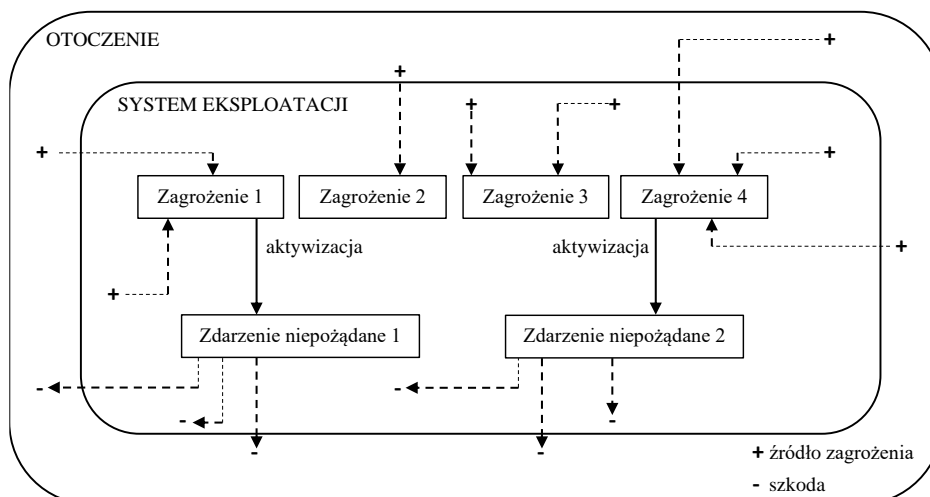 OTOCZENIE
SYSTEM EKSPLOATACJI
Zagrożenie 1
Zagrożenie 2
Zagrożenie 3
Zagrożenie 4
aktywizacja
aktywizacja
Zdarzenie niepożądane 1
Zdarzenie niepożądane 2
+ źródło zagrożenia
- szkoda